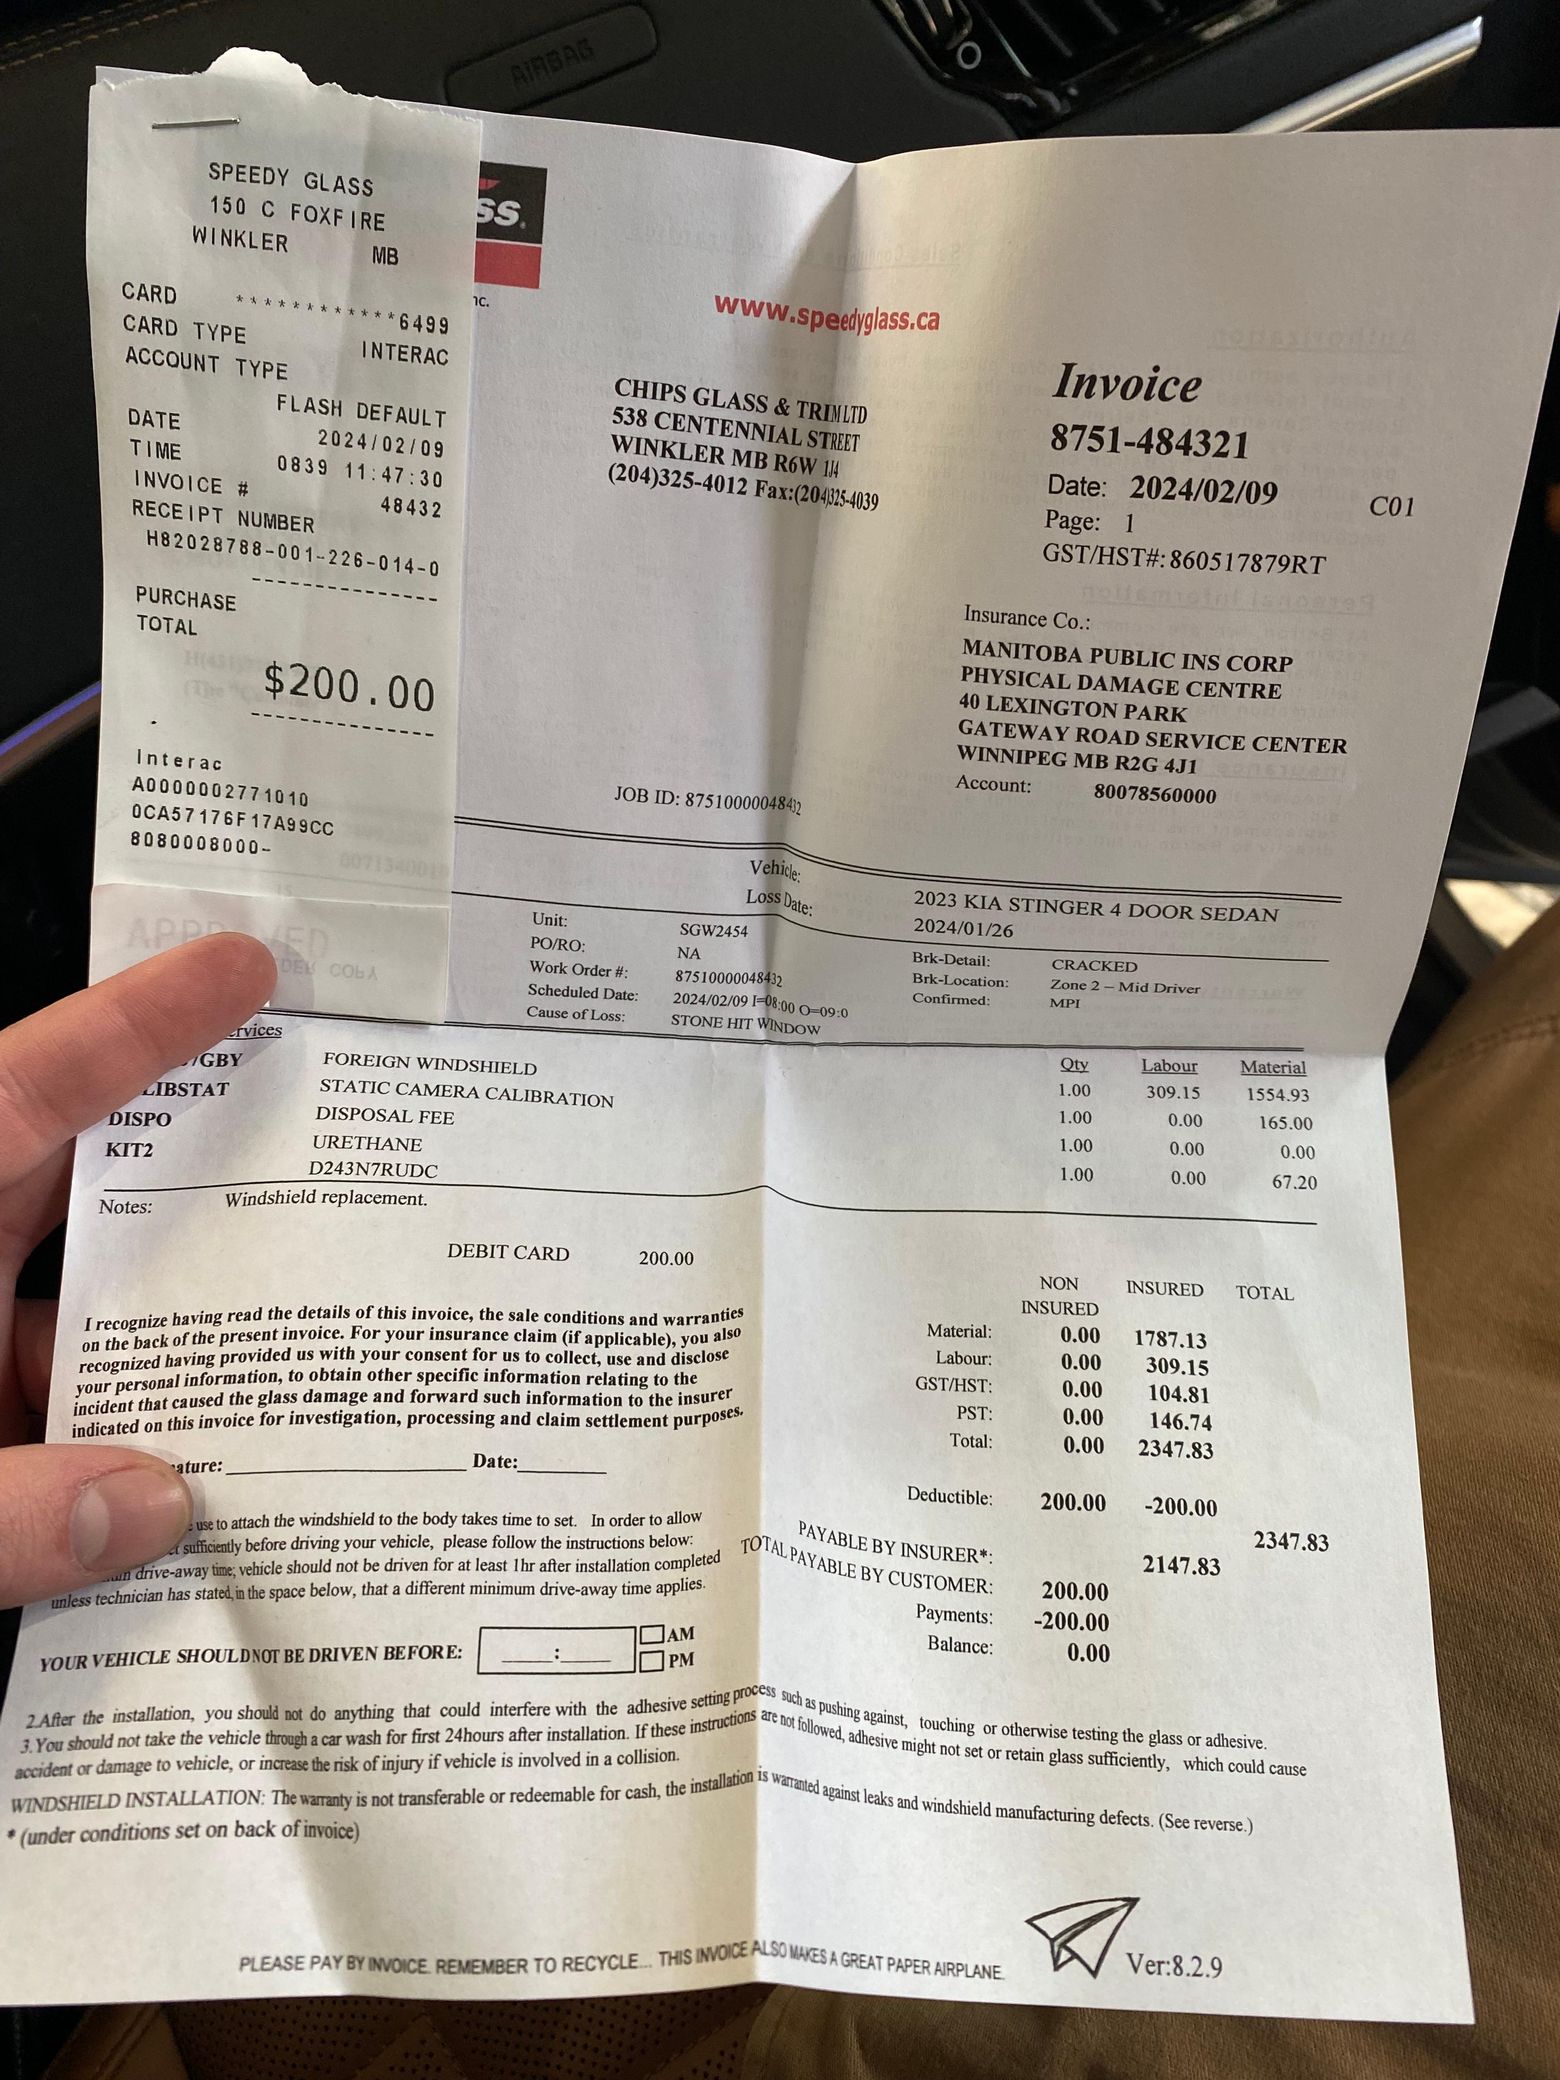 AIRBAG
SPEEDY GLASS
150 C FOXFIRE
WINKLER MB
CARD ************6499
CARD TYPE INTERAC
ACCOUNT TYPE
FLASH DEFAULT
DATE 2024/02/09
TIME 0839 11:47:30
INVOICE # 48432
RECEIPT NUMBER
H82028788-001-226-014-0
PURCHASE
TOTAL
$200.00
Interac
A0000002771010
0CA57176F17A99CC
8080008000-
APPROVED
www.speedyglass.ca
CHIPS GLASS & TRIM LTD
538 CENTENNIAL STREET
WINKLER MB R6W 1J4
(204)325-4012 Fax:(204)325-4039
Invoice
8751-484321
Date: 2024/02/09 C01
Page: 1
GST/HST#:860517879RT
Insurance Co.:
MANITOBA PUBLIC INS CORP
PHYSICAL DAMAGE CENTRE
40 LEXINGTON PARK
GATEWAY ROAD SERVICE CENTER
WINNIPEG MB R2G 4J1
Account: 80078560000
JOB ID: 87510000048432
Vehicle: 2023 KIA STINGER 4 DOOR SEDAN
Loss Date: 2024/01/26
Unit: SGW2454
PO/RO: NA
Work Order #: 87510000048432
Scheduled Date: 2024/02/09 I=08:00 O=09:0
Cause of Loss: STONE HIT WINDOW
Brk-Detail: CRACKED
Brk-Location: Zone 2 – Mid Driver
Confirmed: MPI
Qty Labour Material
GBY FOREIGN WINDSHIELD 1.00 309.15 1554.93
LIBSTAT STATIC CAMERA CALIBRATION 1.00 0.00 165.00
DISPO DISPOSAL FEE 1.00 0.00 0.00
KIT2 URETHANE 1.00 0.00 67.20
D243N7RUDC
Notes: Windshield replacement.
DEBIT CARD 200.00
NON INSURED INSURED TOTAL
Material: 0.00 1787.13
Labour: 0.00 309.15
GST/HST: 0.00 104.81
PST: 0.00 146.74
Total: 0.00 2347.83
Deductible: 200.00 -200.00
2347.83
PAYABLE BY INSURER*: 2147.83
TOTAL PAYABLE BY CUSTOMER: 200.00
Payments: -200.00
Balance: 0.00
I recognize having read the details of this invoice, the sale conditions and warranties
on the back of the present invoice. For your insurance claim (if applicable), you also
recognized having provided us with your consent for us to collect, use and disclose
your personal information, to obtain other specific information relating to the
incident that caused the glass damage and forward such information to the insurer
indicated on this invoice for investigation, processing and claim settlement purposes.
ature: Date:
use to attach the windshield to the body takes time to set. In order to allow
sufficiently before driving your vehicle, please follow the instructions below:
drive-away time; vehicle should not be driven for at least 1hr after installation completed
unless technician has stated, in the space below, that a different minimum drive-away time applies.
YOUR VEHICLE SHOULD NOT BE DRIVEN BEFORE: : AM
PM
2.After the installation, you should not do anything that could interfere with the adhesive setting process such as pushing against, touching or otherwise testing the glass or adhesive.
3.You should not take the vehicle through a car wash for first 24hours after installation. If these instructions are not followed, adhesive might not set or retain glass sufficiently, which could cause
accident or damage to vehicle, or increase the risk of injury if vehicle is involved in a collision.
WINDSHIELD INSTALLATION: The warranty is not transferable or redeemable for cash, the installation is warranted against leaks and windshield manufacturing defects. (See reverse.)
* (under conditions set on back of invoice)
PLEASE PAY BY INVOICE. REMEMBER TO RECYCLE... THIS INVOICE ALSO MAKES A GREAT PAPER AIRPLANE.
Ver:8.2.9